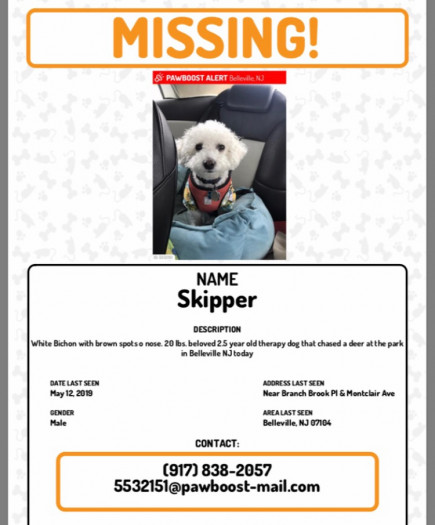 MISSING!
PAWBOOST ALERT Belleville, NJ
NAME
Skipper
DESCRIPTION
White Bichon with brown spots o nose. 20 lbs. beloved 2.5 year old therapy dog that chased a deer at the park
in Belleville NJ today
DATE LAST SEEN
May 12, 2019
ADDRESS LAST SEEN
Near Branch Brook Pl & Montclair Ave
GENDER
Male
AREA LAST SEEN
Belleville, NJ 07104
CONTACT:
(917) 838-2057
5532151@pawboost-mail.com